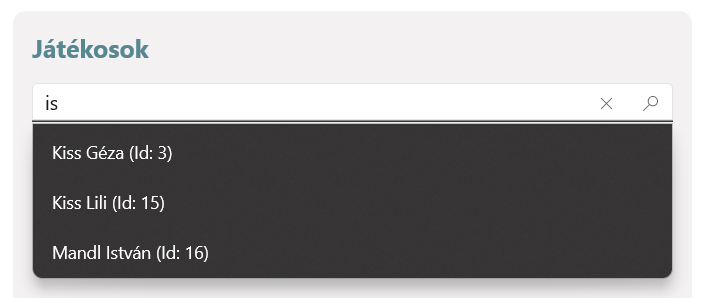 Játékosok
is
Kiss Géza (Id: 3)
Kiss Lili (Id: 15)
Mandl István (Id: 16)